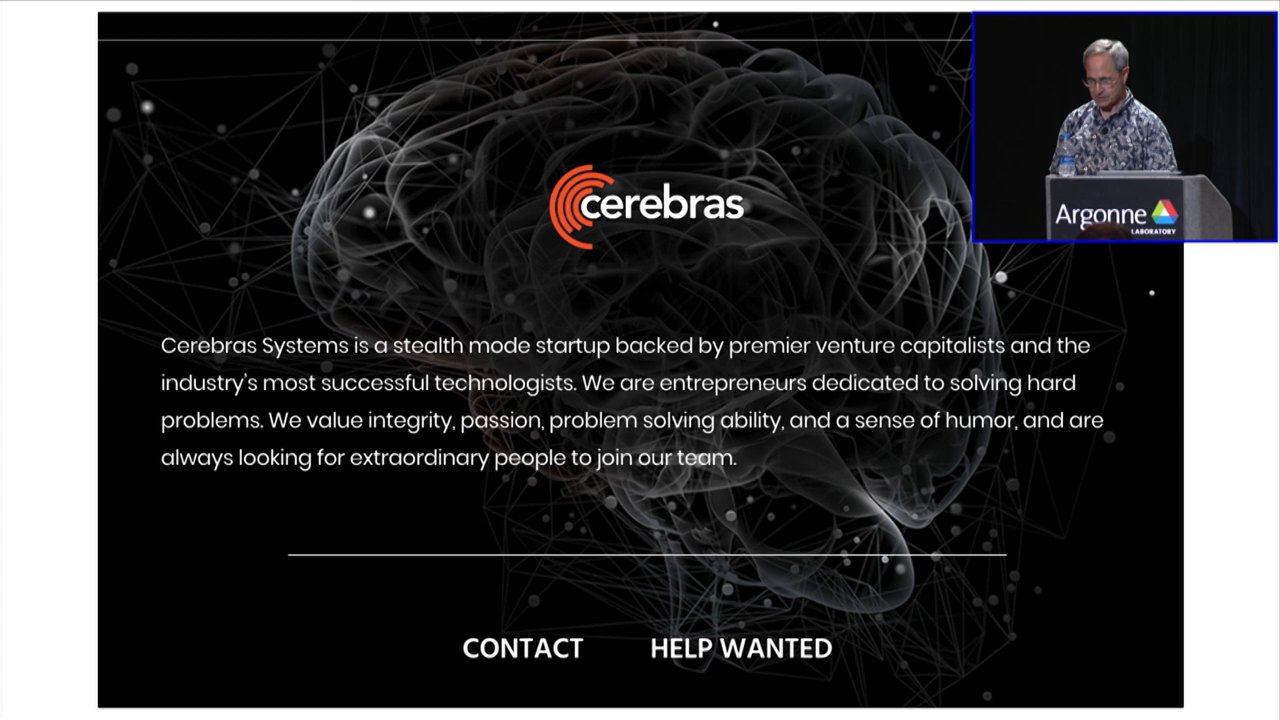 cerebras
Cerebras Systems is a stealth mode startup backed by premier venture capitalists and the
industry's most successful technologists. We are entrepreneurs dedicated to solving hard
problems. We value integrity, passion, problem solving ability, and a sense of humor, and are
always looking for extraordinary people to join our team.
CONTACT HELP WANTED
Argonne
LABORATORY